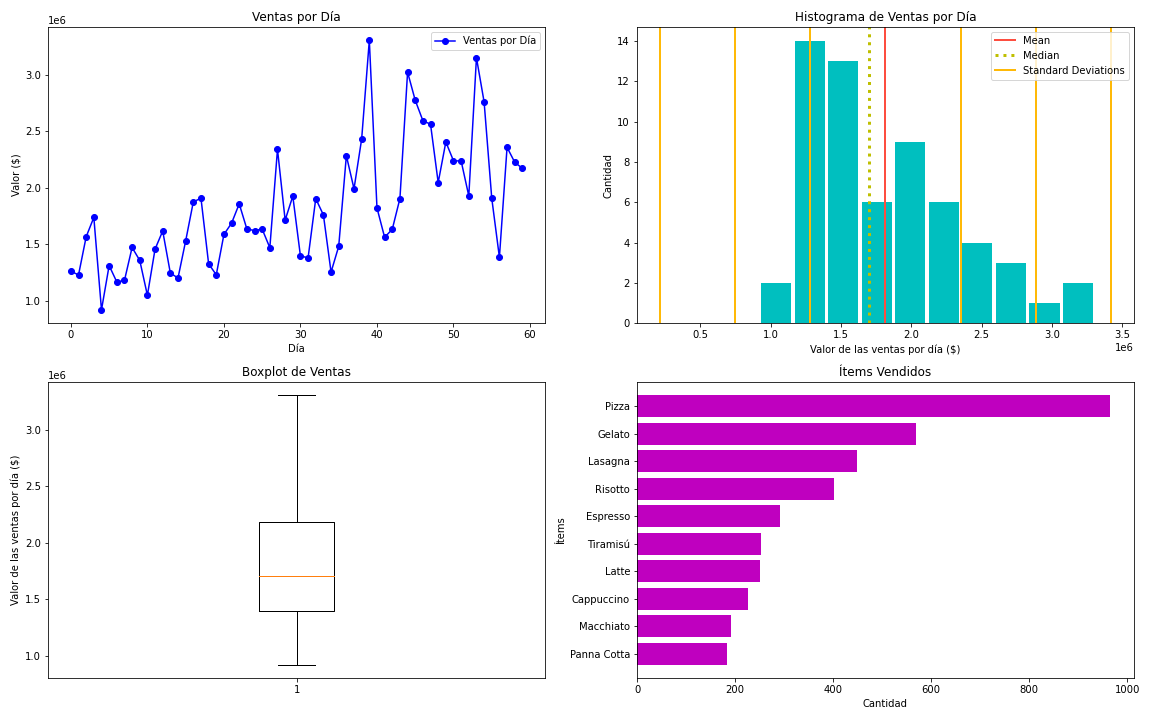 Ventas por Día
1e6
Ventas por Día
Valor ($)
3.0
2.5
2.0
1.5
1.0
0 10 20 30 40 50 60
Día
Histograma de Ventas por Día
Mean
Median
Standard Deviations
Cantidad
14
12
10
8
6
4
2
0
0.5 1.0 1.5 2.0 2.5 3.0 3.5
1e6
Valor de las ventas por día ($)
Boxplot de Ventas
1e6
Valor de las ventas por día ($)
3.0
2.5
2.0
1.5
1.0
1
Ítems Vendidos
Ítems
Pizza
Gelato
Lasagna
Risotto
Espresso
Tiramisú
Latte
Cappuccino
Macchiato
Panna Cotta
0 200 400 600 800 1000
Cantidad